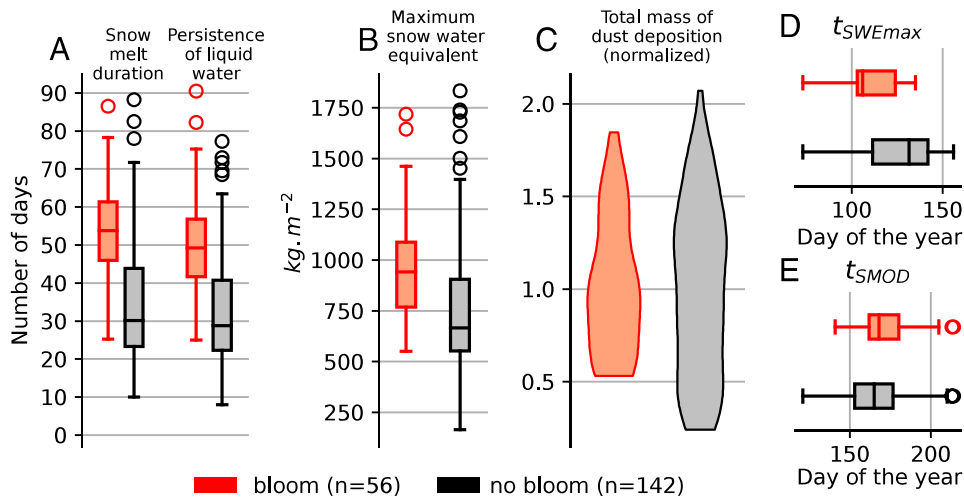 A
Snow
melt
duration
Persistence
of liquid
water
Number of days
90
80
70
60
50
40
30
20
10
0
B
Maximum
snow water
equivalent
kg.m⁻²
1750
1500
1250
1000
750
500
250
C
Total mass of
dust deposition
(normalized)
2.0
1.5
1.0
0.5
D
t_SWEmax
100 150
Day of the year
E
t_SMOD
150 200
Day of the year
bloom (n=56) no bloom (n=142)